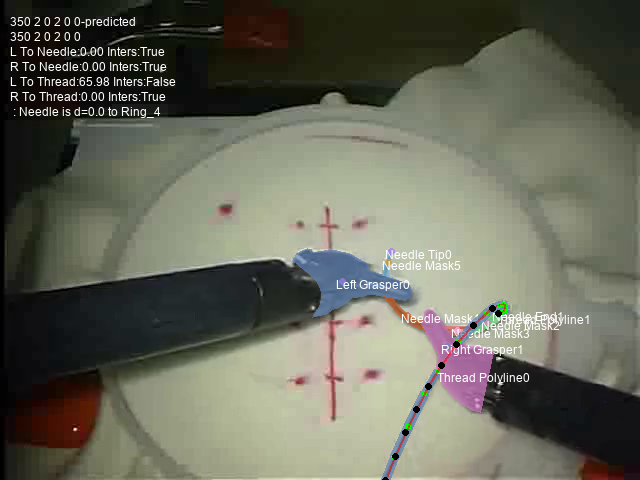 350 2 0 2 0 0-predicted
350 2 0 2 0 0
L To Needle:0.00 Inters:True
R To Needle:0.00 Inters:True
L To Thread:65.98 Inters:False
R To Thread:0.00 Inters:True
: Needle is d=0.0 to Ring_4
Needle Tip0
Needle Mask5
Left Grasper0
Needle Mask
Needle Mask2
Needle Mask3
Right Grasper1
Thread Polyline0